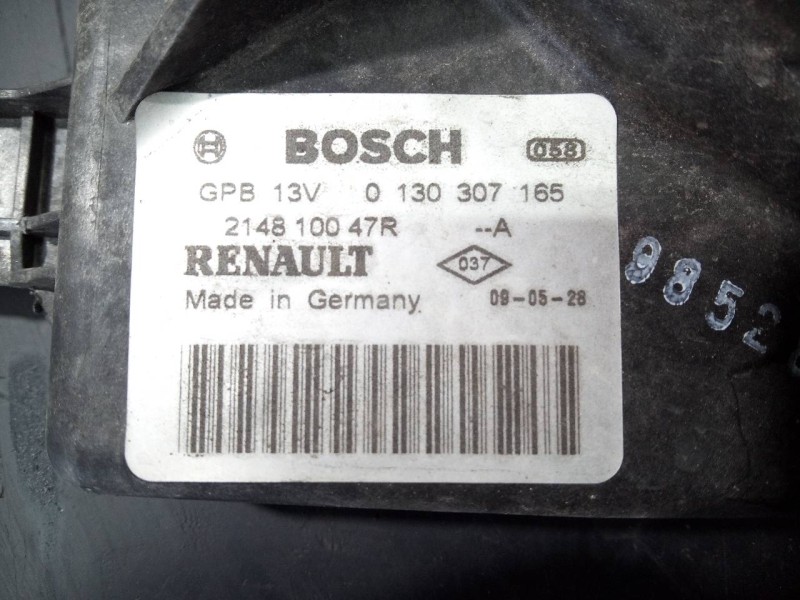 BOSCH 058
GPB 13V 0 130 307 165
2148 100 47R --A
RENAULT 037
Made in Germany 09-05-28